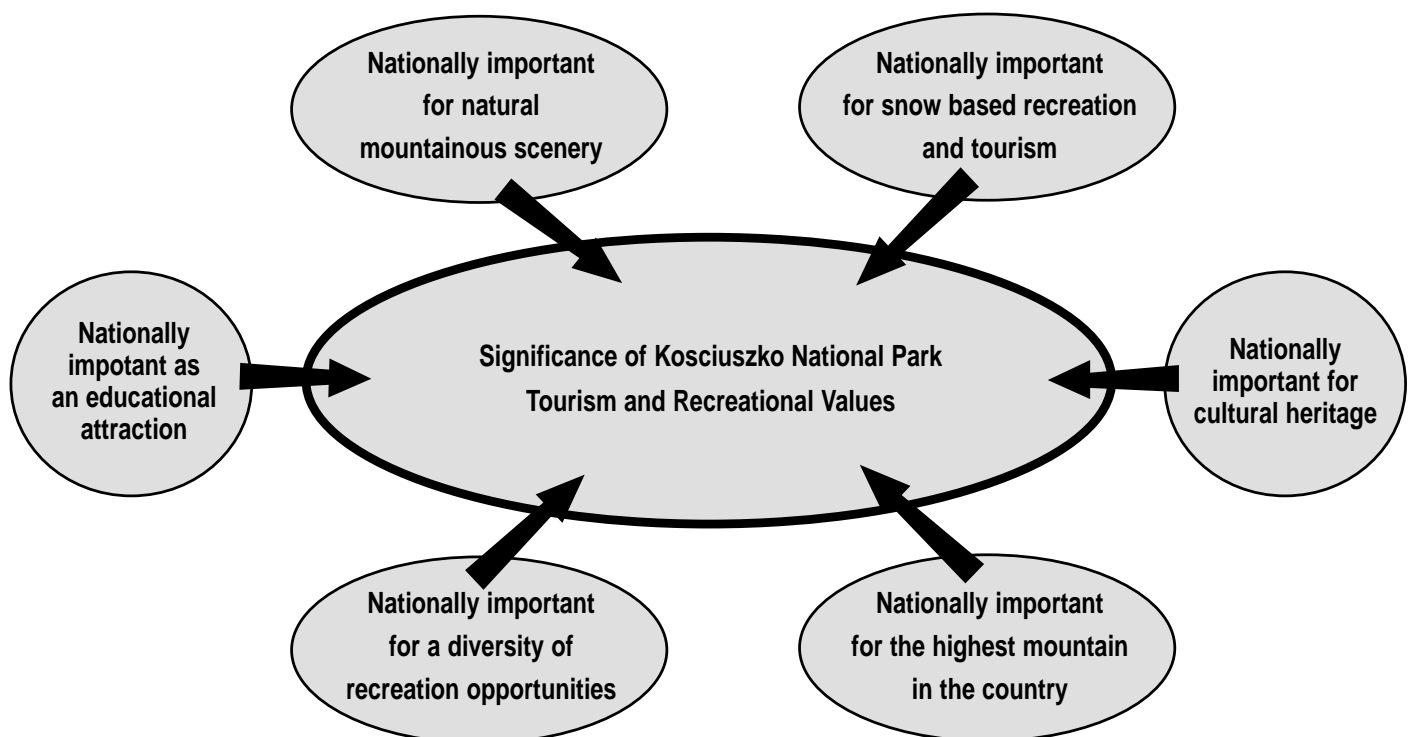 Nationally important
for natural
mountainous scenery
Nationally important
for snow based recreation
and tourism
Nationally
impotant as
an educational
attraction
Significance of Kosciuszko National Park
Tourism and Recreational Values
Nationally
important for
cultural heritage
Nationally important
for a diversity of
recreation opportunities
Nationally important
for the highest mountain
in the country